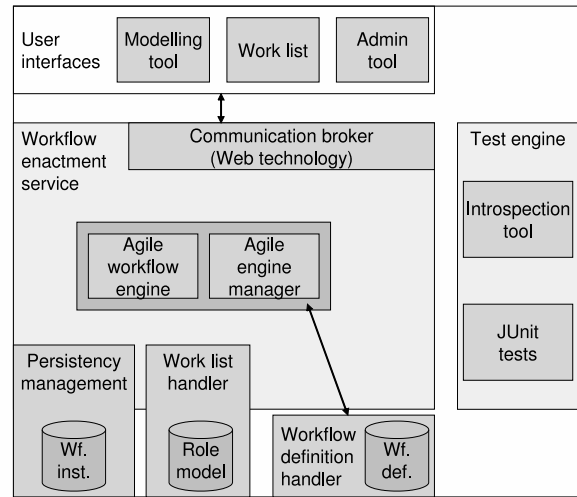 User
interfaces
Modelling
tool
Work list
Admin
tool
Workflow
enactment
service
Communication broker
(Web technology)
Test engine
Introspection
tool
JUnit
tests
Agile
workflow
engine
Agile
engine
manager
Persistency
management
Wf.
inst.
Work list
handler
Role
model
Workflow
definition
handler
Wf.
def.